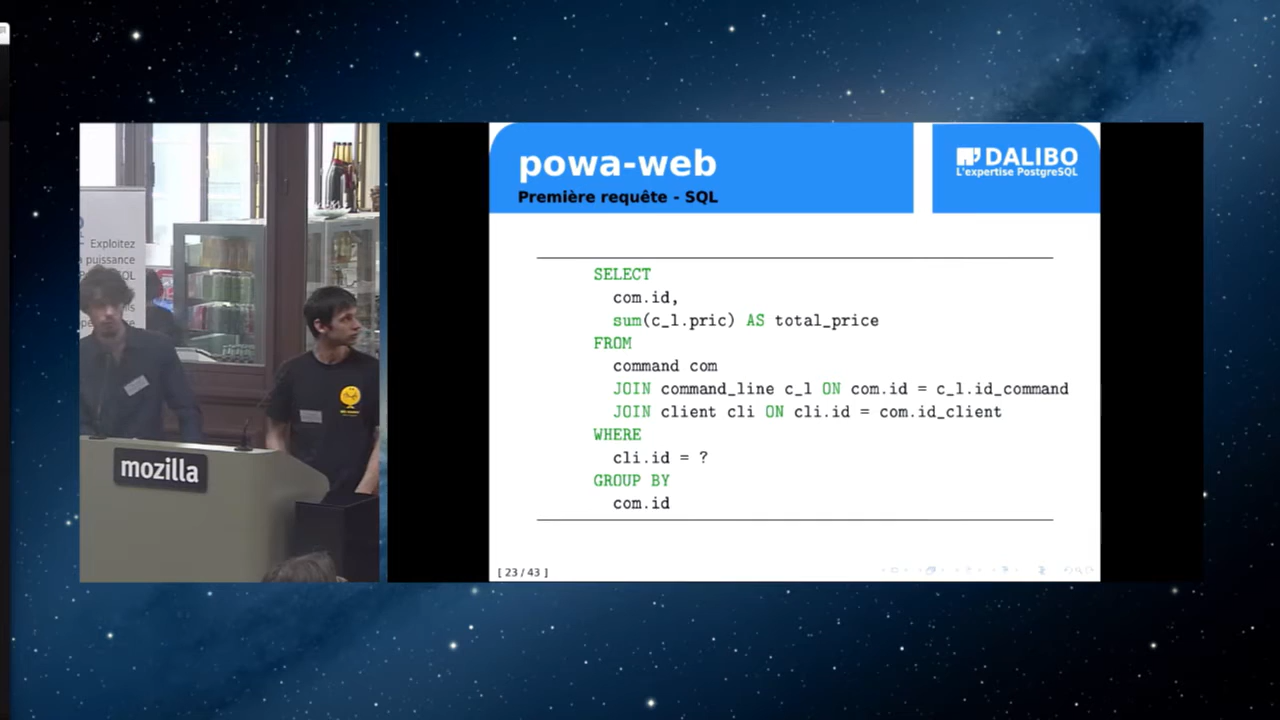 Exploitez
puissance
SQL
mozilla
powa-web
Première requête - SQL
DALIBO
L'expertise PostgreSQL
SELECT
com.id,
sum(c_l.pric) AS total_price
FROM
command com
JOIN command_line c_l ON com.id = c_l.id_command
JOIN client cli ON cli.id = com.id_client
WHERE
cli.id = ?
GROUP BY
com.id
[ 23 / 43 ]